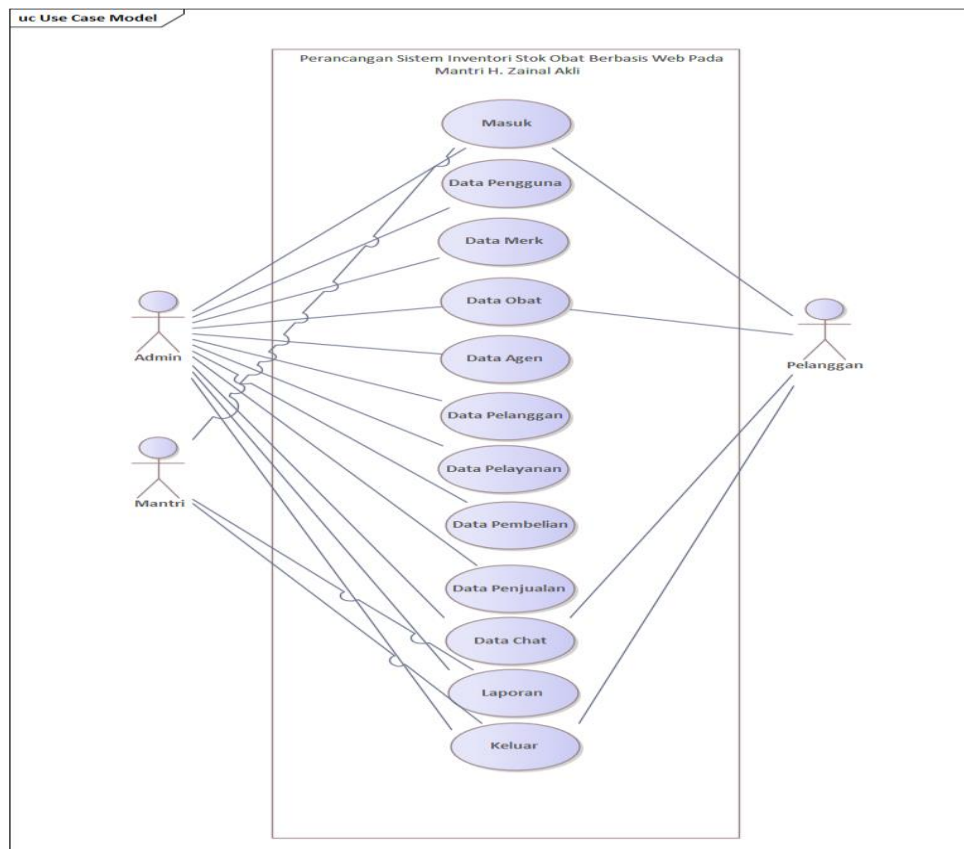 uc Use Case Model
Perancangan Sistem Inventori Stok Obat Berbasis Web Pada
Mantri H. Zainal Akli
Masuk
Data Pengguna
Data Merk
Data Obat
Admin
Pelanggan
Data Agen
Data Pelanggan
Data Pelayanan
Mantri
Data Pembelian
Data Penjualan
Data Chat
Laporan
Keluar